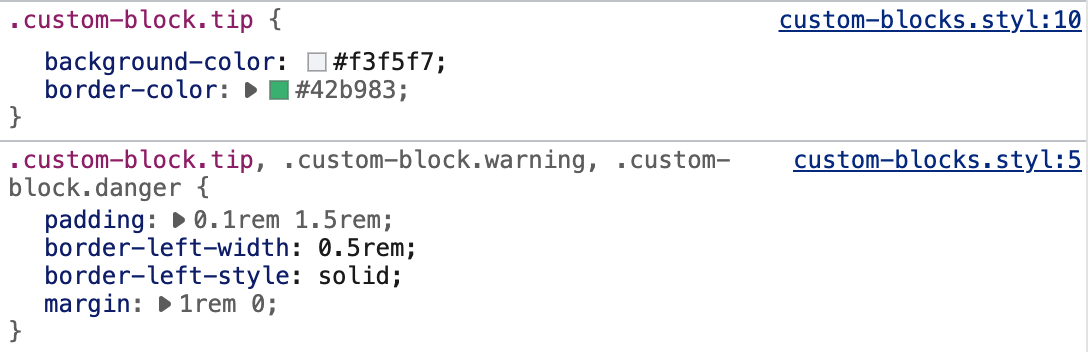 .custom-block.tip { custom-blocks.styl:10
background-color: #f3f5f7;
border-color: #42b983;
}
.custom-block.tip, .custom-block.warning, .custom- custom-blocks.styl:5
block.danger {
padding: 0.1rem 1.5rem;
border-left-width: 0.5rem;
border-left-style: solid;
margin: 1rem 0;
}